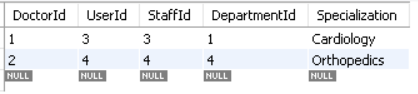 DoctorId UserId StaffId DepartmentId Specialization
1 3 3 1 Cardiology
2 4 4 4 Orthopedics
NULL NULL NULL NULL NULL